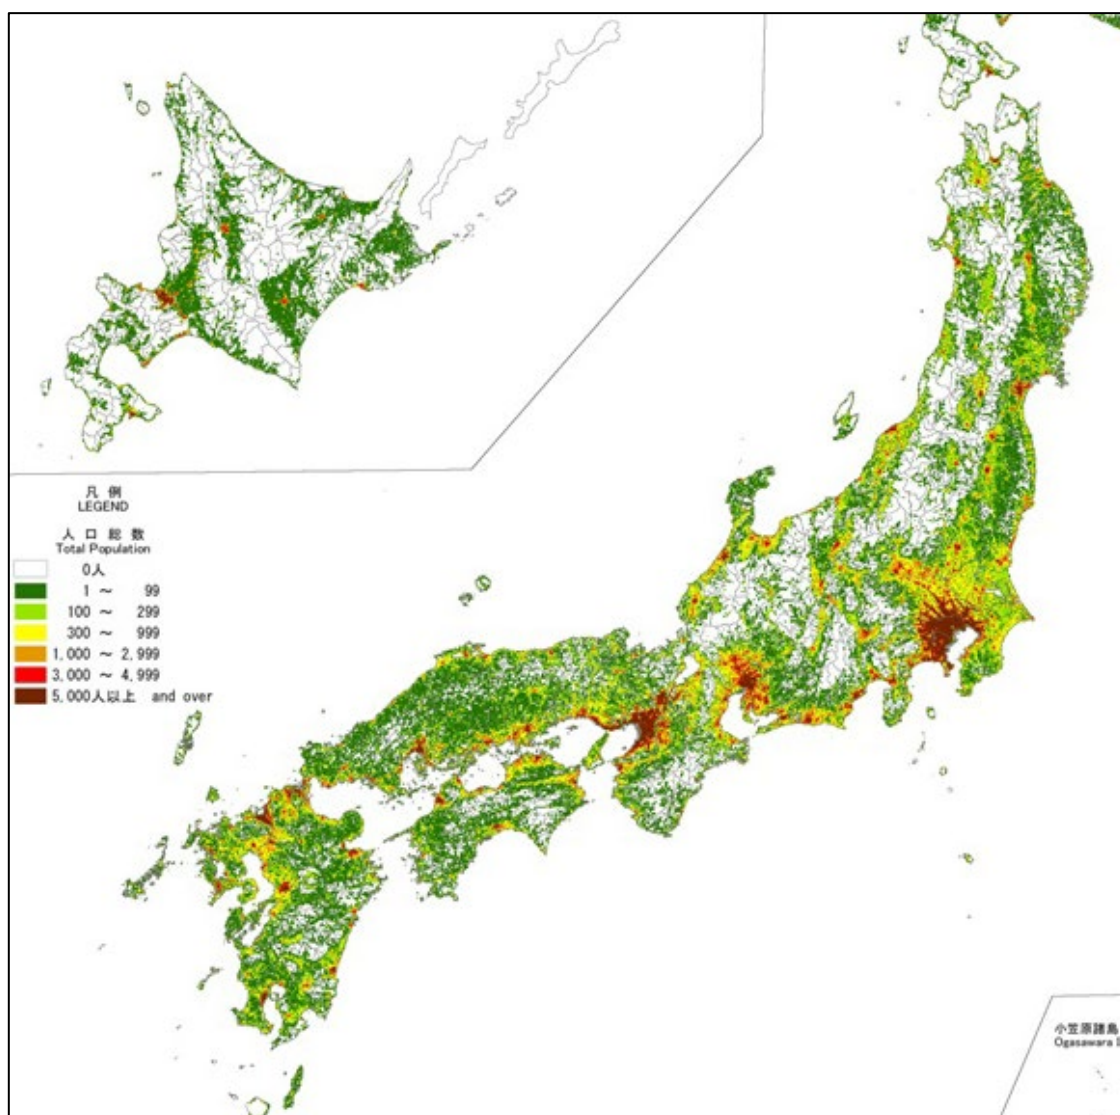 凡 例
LEGEND
人 口 総 数
Total Population
0人
1 ～ 99
100 ～ 299
300 ～ 999
1,000 ～ 2,999
3,000 ～ 4,999
5,000人以上 and over
小笠原諸島
Ogasawara I